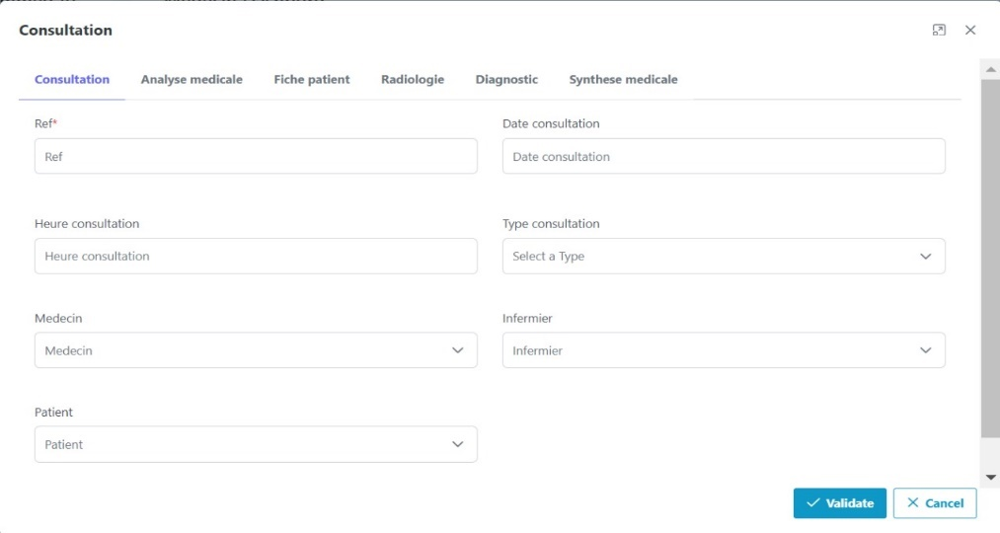 Consultation
Consultation Analyse medicale Fiche patient Radiologie Diagnostic Synthese medicale
Ref* Date consultation
Ref Date consultation
Heure consultation Type consultation
Heure consultation Select a Type
Medecin Infermier
Medecin Infermier
Patient
Patient
Validate Cancel